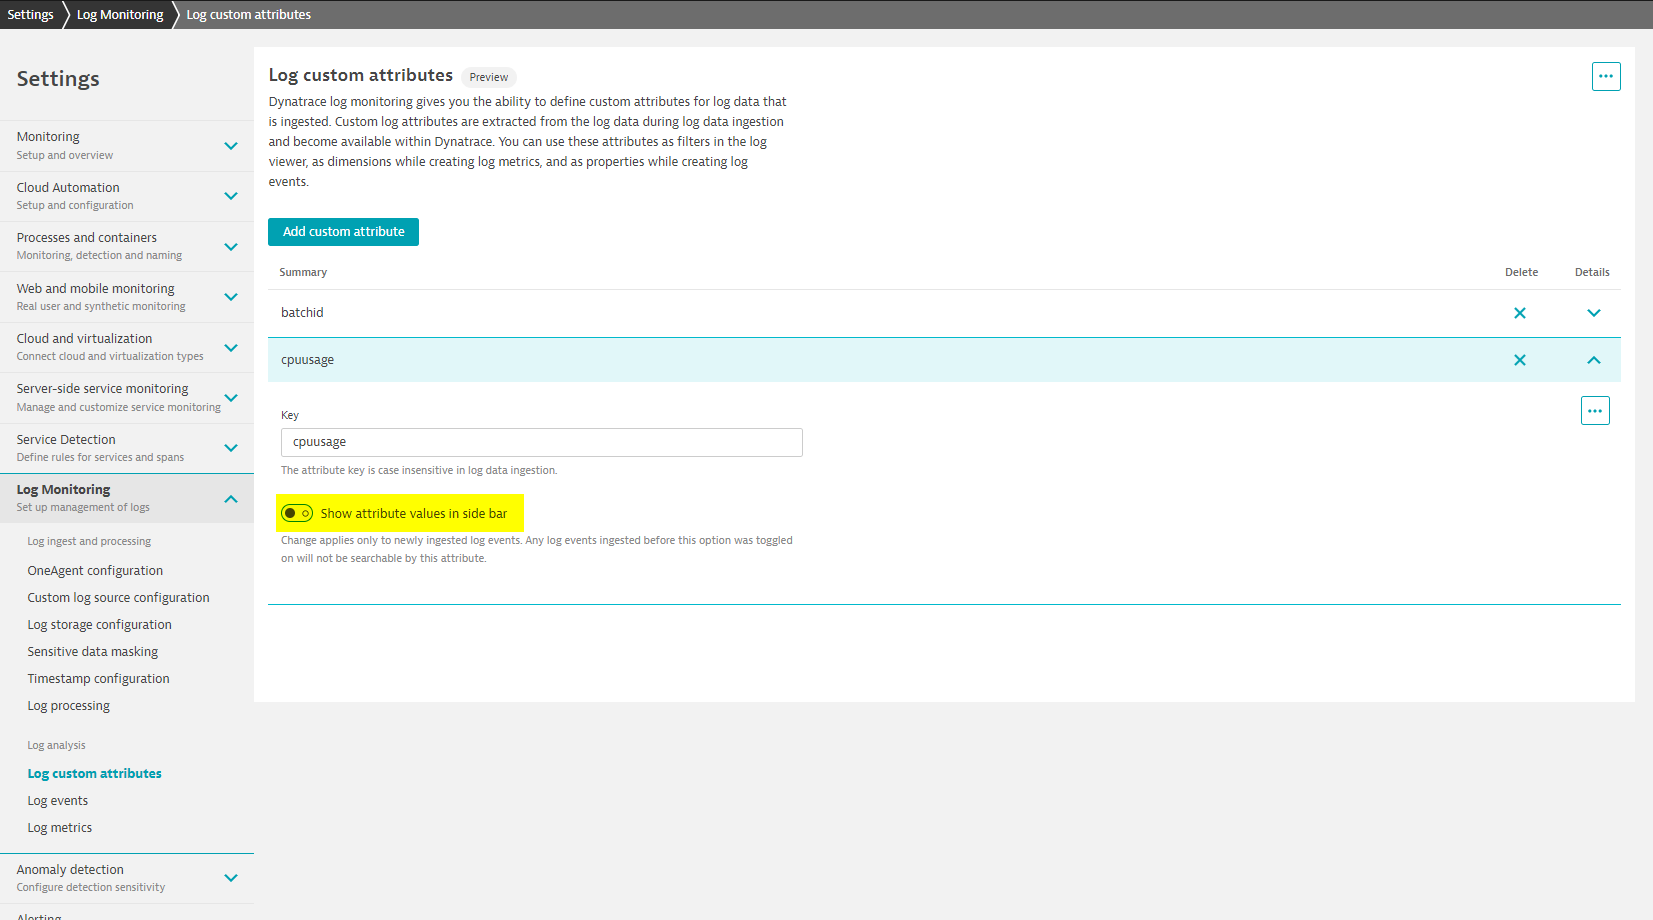 Settings
Log Monitoring
Log custom attributes
Settings
Monitoring
Setup and overview
Cloud Automation
Setup and configuration
Processes and containers
Monitoring, detection and naming
Web and mobile monitoring
Real user and synthetic monitoring
Cloud and virtualization
Connect cloud and virtualization types
Server-side service monitoring
Manage and customize service monitoring
Service Detection
Define rules for services and spans
Log Monitoring
Set up management of logs
Log ingest and processing
OneAgent configuration
Custom log source configuration
Log storage configuration
Sensitive data masking
Timestamp configuration
Log processing
Log analysis
Log custom attributes
Log events
Log metrics
Anomaly detection
Configure detection sensitivity
Alerting
Log custom attributes Preview
Dynatrace log monitoring gives you the ability to define custom attributes for log data that
is ingested. Custom log attributes are extracted from the log data during log data ingestion
and become available within Dynatrace. You can use these attributes as filters in the log
viewer, as dimensions while creating log metrics, and as properties while creating log
events.
Add custom attribute
Summary Delete Details
batchid
cpuusage
Key
cpuusage
The attribute key is case insensitive in log data ingestion.
Show attribute values in side bar
Change applies only to newly ingested log events. Any log events ingested before this option was toggled
on will not be searchable by this attribute.